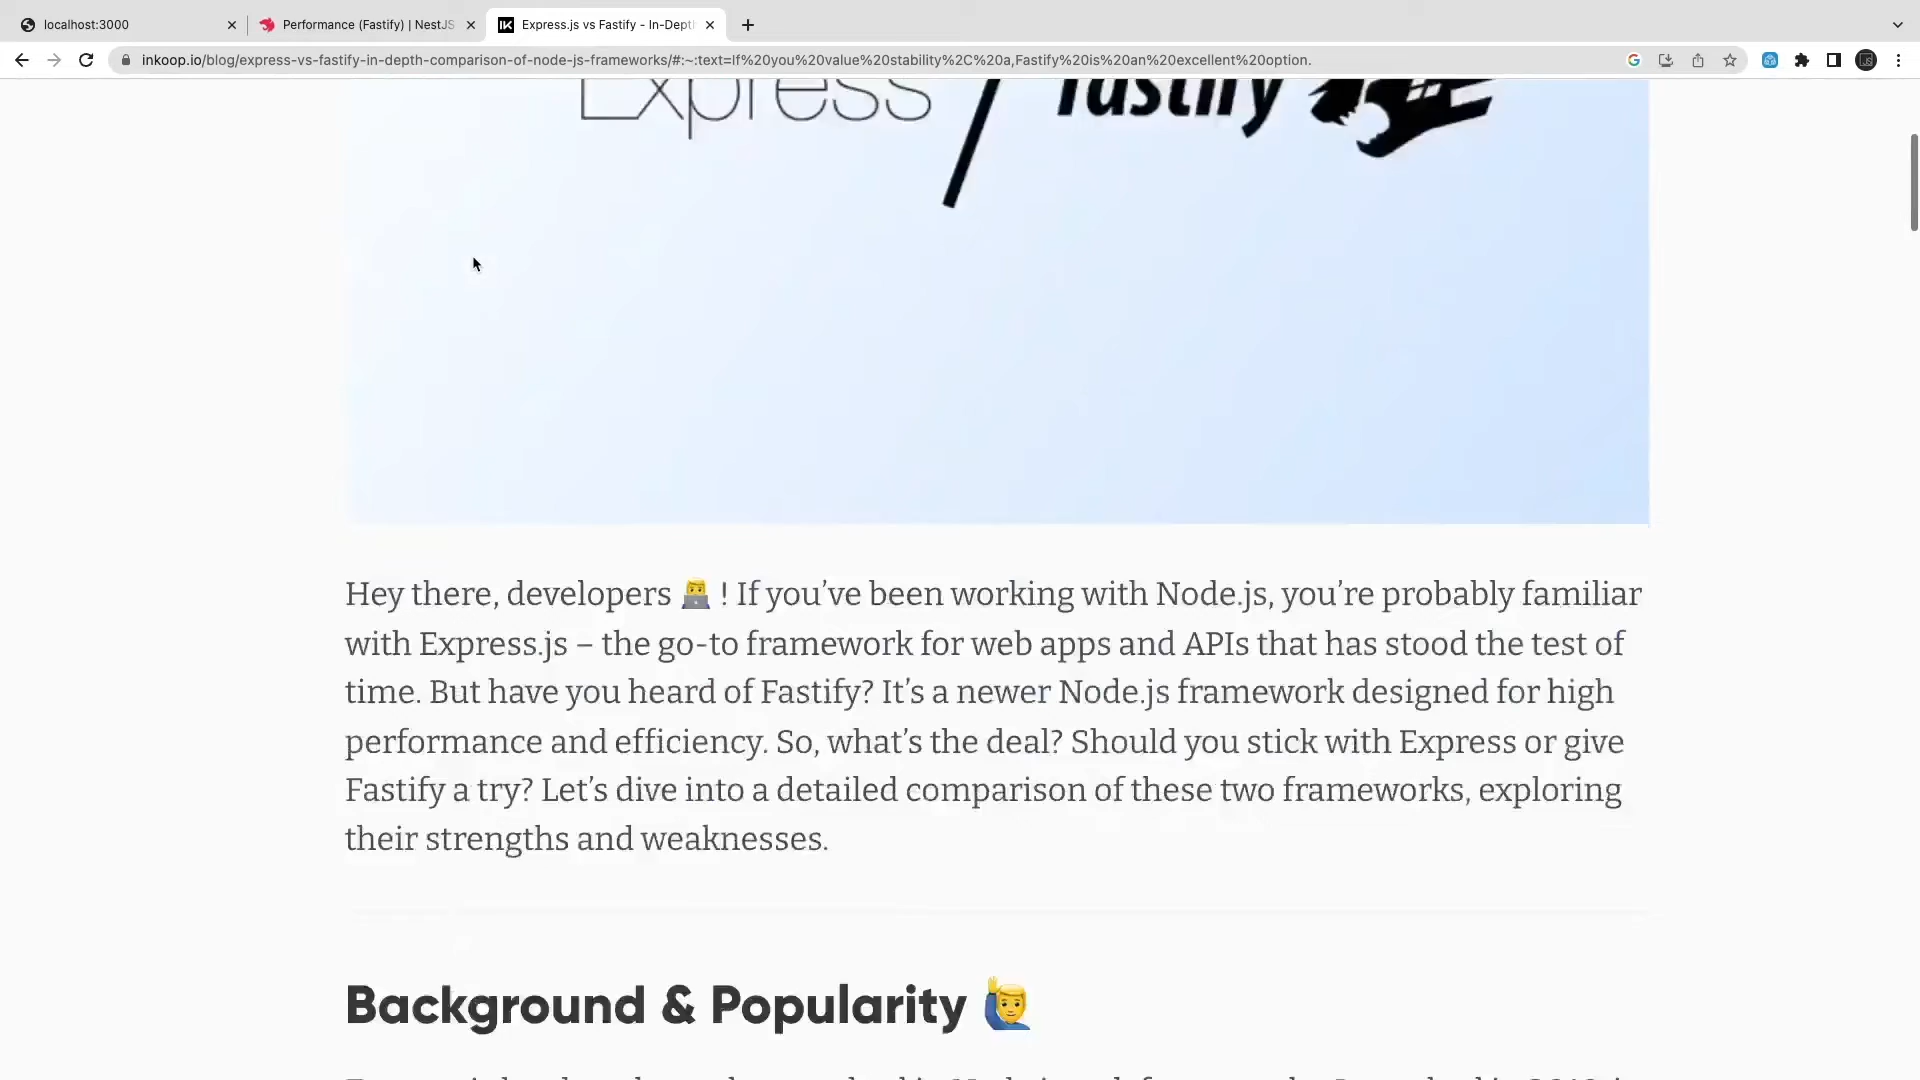 localhost:3000
Performance (Fastify) | NestJS
Express.js vs Fastify - In-Dept
inkoop.io/blog/express-vs-fastify-in-depth-comparison-of-node-js-frameworks/#:~:text=If%20you%20value%20stability%2C%20a,Fastify%20is%20an%20excellent%20option.
Express / fastify
Hey there, developers 👨‍💻 ! If you’ve been working with Node.js, you’re probably familiar
with Express.js – the go-to framework for web apps and APIs that has stood the test of
time. But have you heard of Fastify? It’s a newer Node.js framework designed for high
performance and efficiency. So, what’s the deal? Should you stick with Express or give
Fastify a try? Let’s dive into a detailed comparison of these two frameworks, exploring
their strengths and weaknesses.
Background & Popularity 🙋‍♂️